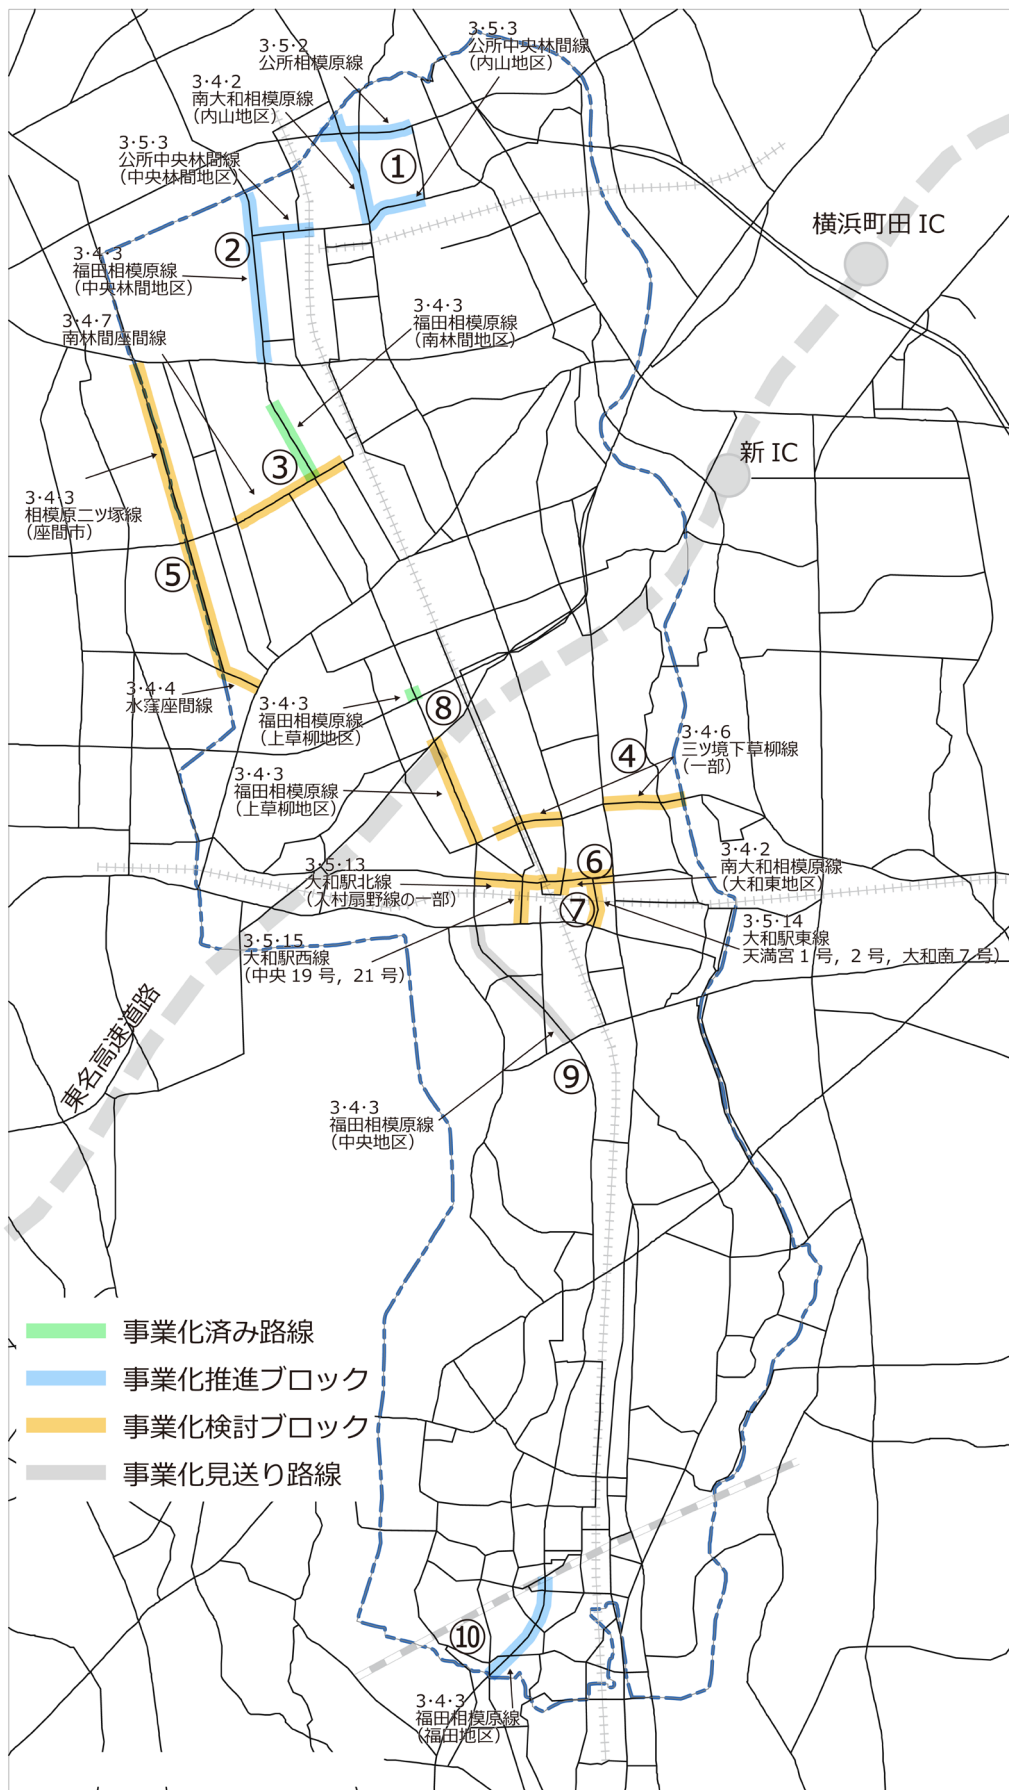 3・5・3
公所中央林間線
（内山地区）
3・5・2
公所相模原線
3・4・2
南大和相模原線
（内山地区）
3・5・3
公所中央林間線
（中央林間地区）
①
横浜町田 IC
②
3・4・3
福田相模原線
（中央林間地区）
3・4・3
福田相模原線
（南林間地区）
3・4・7
南林間座間線
新 IC
③
3・4・3
相模原二ツ塚線
（座間市）
⑤
3・4・4
水窪座間線
3・4・3
福田相模原線
（上草柳地区）
⑧
3・4・6
三ツ境下草柳線
（一部）
④
3・4・3
福田相模原線
（上草柳地区）
3・4・2
南大和相模原線
（大和東地区）
⑥
3・5・13
大和駅北線
（入村扇野線の一部）
⑦
3・5・14
大和駅東線
天満宮 1 号，2 号，大和南 7 号）
3・5・15
大和駅西線
（中央 19 号，21 号）
東名高速道路
⑨
3・4・3
福田相模原線
（中央地区）
事業化済み路線
事業化推進ブロック
事業化検討ブロック
事業化見送り路線
⑩
3・4・3
福田相模原線
（福田地区）